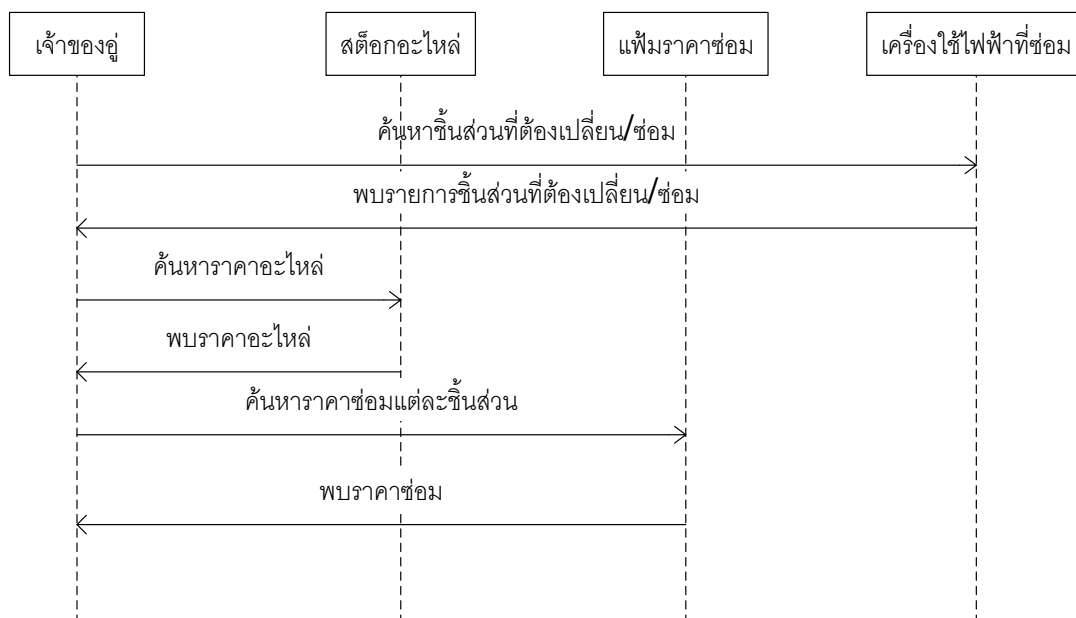 เจ้าของอู่
สต็อกอะไหล่
แฟ้มราคาซ่อม
เครื่องใช้ไฟฟ้าที่ซ่อม
ค้นหาชิ้นส่วนที่ต้องเปลี่ยน/ซ่อม
พบรายการชิ้นส่วนที่ต้องเปลี่ยน/ซ่อม
ค้นหาราคาอะไหล่
พบราคาอะไหล่
ค้นหาราคาซ่อมแต่ละชิ้นส่วน
พบราคาซ่อม